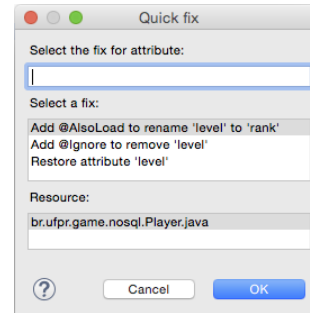 Quick fix
Select the fix for attribute:
Select a fix:
Add @AlsoLoad to rename 'level' to 'rank'
Add @Ignore to remove 'level'
Restore attribute 'level'
Resource:
br.ufpr.game.nosql.Player.java
?
Cancel
OK